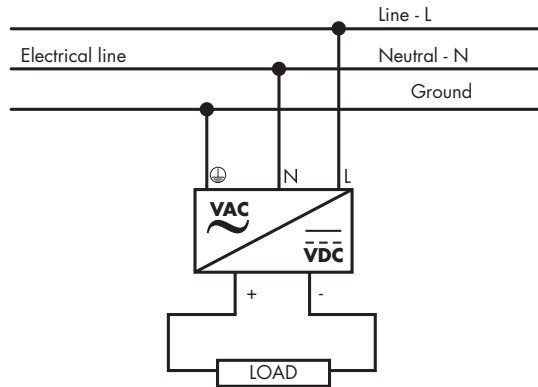 Line - L
Electrical line
Neutral - N
Ground
N
L
VAC
VDC
+
-
LOAD